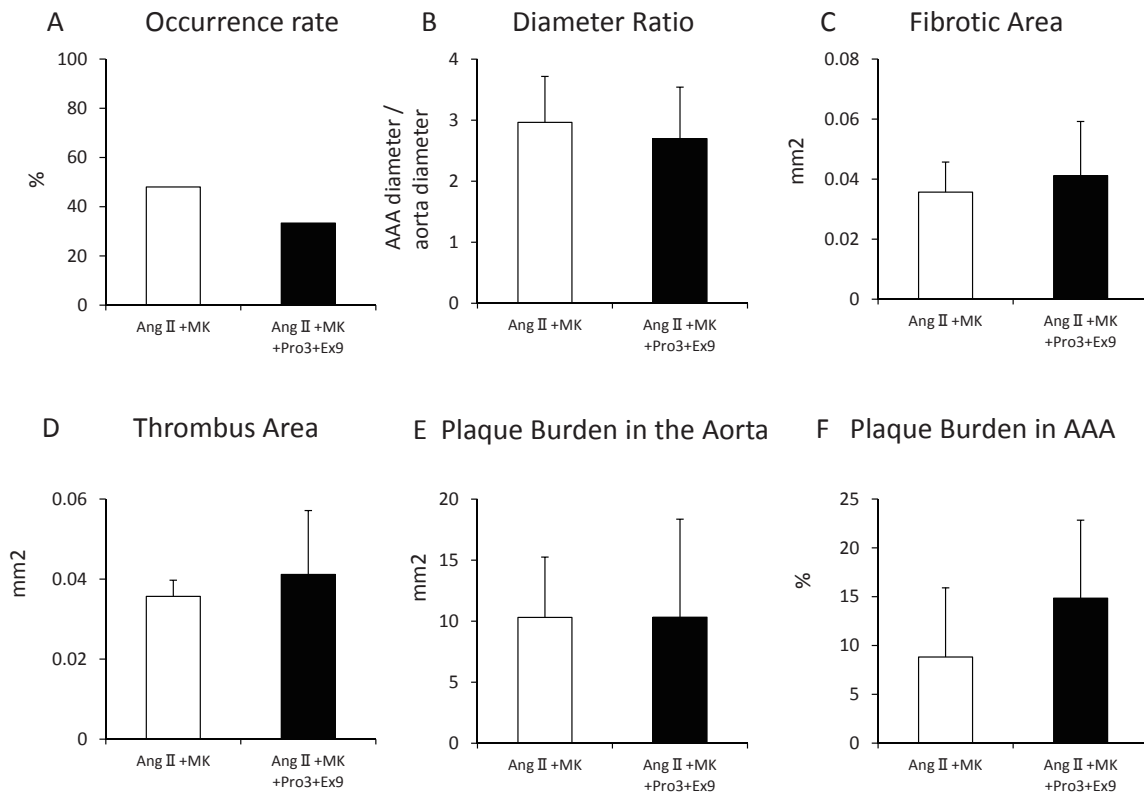 A Occurrence rate
100
80
60
40
20
0
%
Ang Ⅱ +MK
Ang Ⅱ +MK
+Pro3+Ex9
B Diameter Ratio
4
3
2
1
0
AAA diameter /
aorta diameter
Ang Ⅱ +MK
Ang Ⅱ +MK
+Pro3+Ex9
C Fibrotic Area
0.08
0.06
0.04
0.02
0
mm2
Ang Ⅱ +MK
Ang Ⅱ +MK
+Pro3+Ex9
D Thrombus Area
0.06
0.04
0.02
0
mm2
Ang Ⅱ +MK
Ang Ⅱ +MK
+Pro3+Ex9
E Plaque Burden in the Aorta
20
15
10
5
0
mm2
Ang Ⅱ +MK
Ang Ⅱ +MK
+Pro3+Ex9
F Plaque Burden in AAA
25
20
15
10
5
0
%
Ang Ⅱ +MK
Ang Ⅱ +MK
+Pro3+Ex9